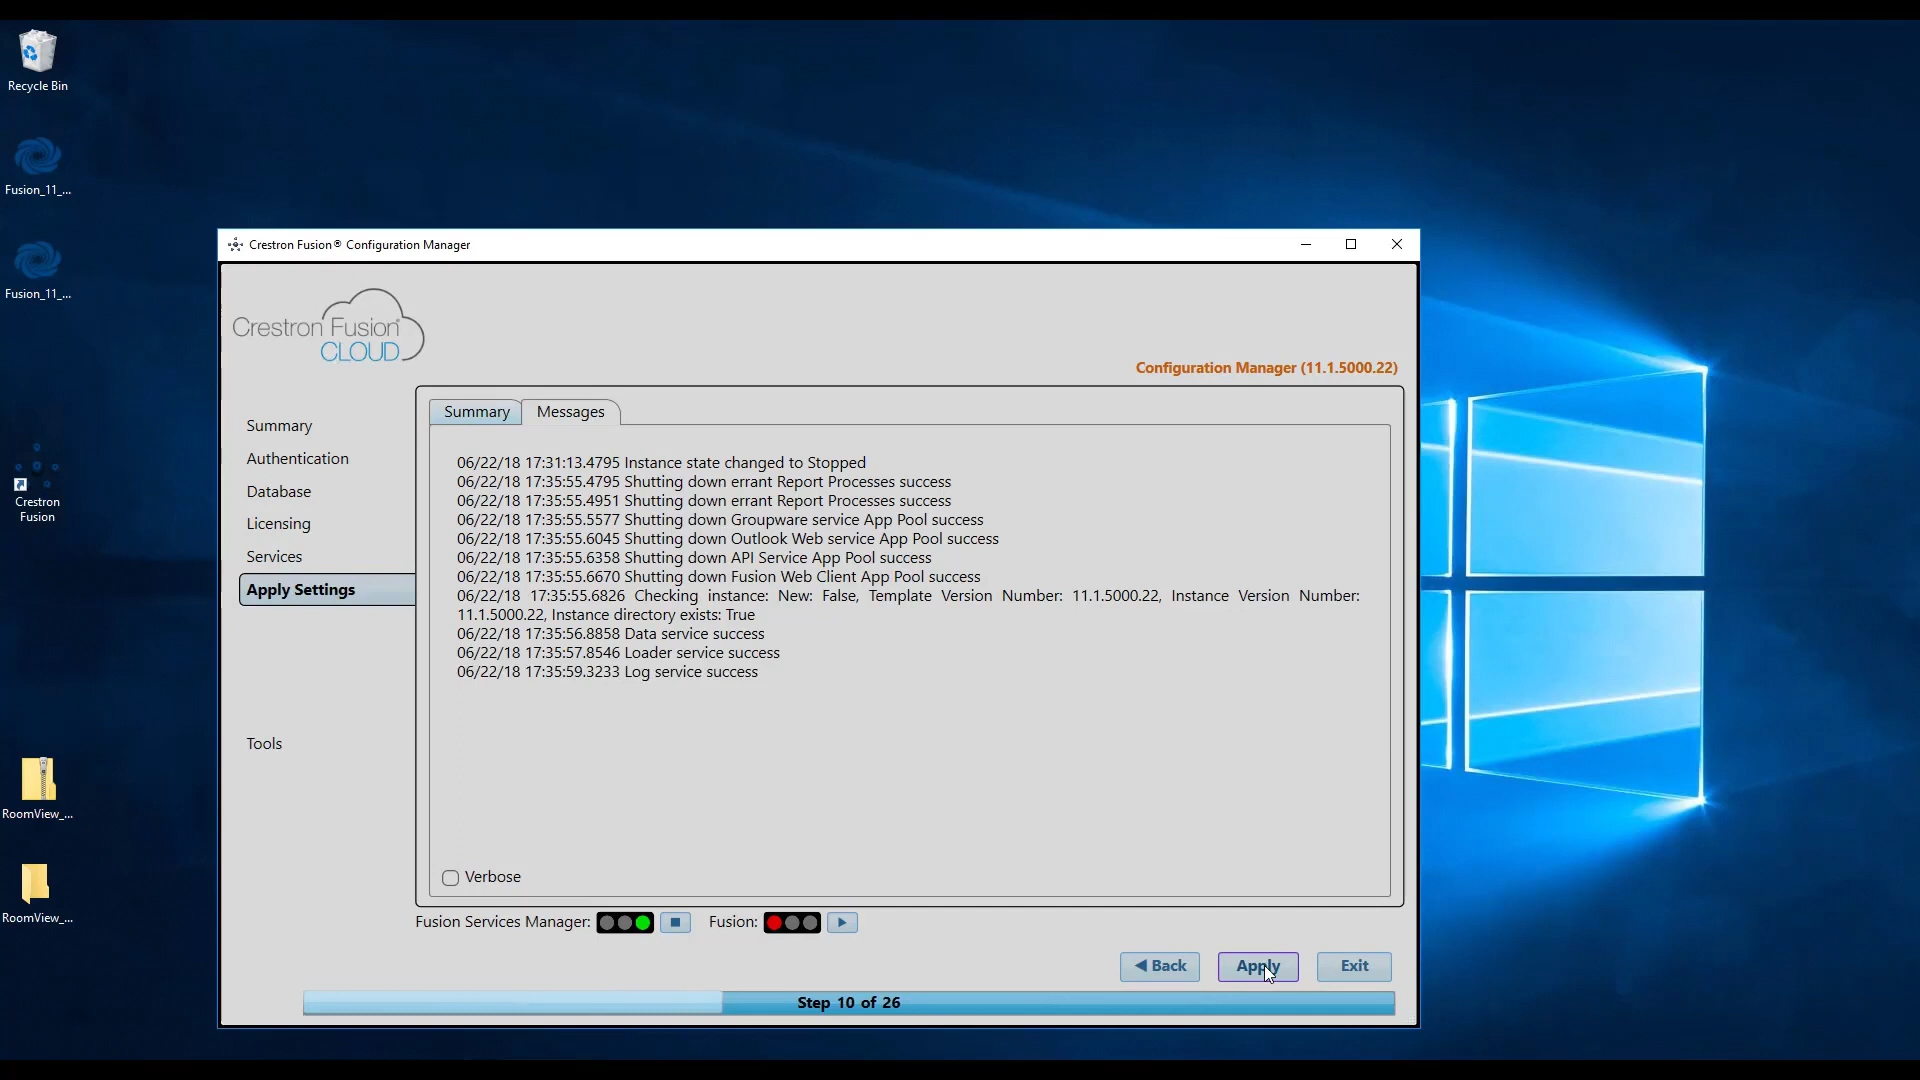 Recycle Bin
Fusion_11_...
Fusion_11_...
Crestron
Fusion
RoomView_...
RoomView_...
Crestron Fusion® Configuration Manager
Crestron Fusion®
CLOUD
Configuration Manager (11.1.5000.22)
Summary
Authentication
Database
Licensing
Services
Apply Settings
Tools
Summary
Messages
06/22/18 17:31:13.4795 Instance state changed to Stopped
06/22/18 17:35:55.4795 Shutting down errant Report Processes success
06/22/18 17:35:55.4951 Shutting down errant Report Processes success
06/22/18 17:35:55.5577 Shutting down Groupware service App Pool success
06/22/18 17:35:55.6045 Shutting down Outlook Web service App Pool success
06/22/18 17:35:55.6358 Shutting down API Service App Pool success
06/22/18 17:35:55.6670 Shutting down Fusion Web Client App Pool success
06/22/18 17:35:55.6826 Checking instance: New: False, Template Version Number: 11.1.5000.22, Instance Version Number:
11.1.5000.22, Instance directory exists: True
06/22/18 17:35:56.8858 Data service success
06/22/18 17:35:57.8546 Loader service success
06/22/18 17:35:59.3233 Log service success
Verbose
Fusion Services Manager:
Fusion:
Back
Apply
Exit
Step 10 of 26